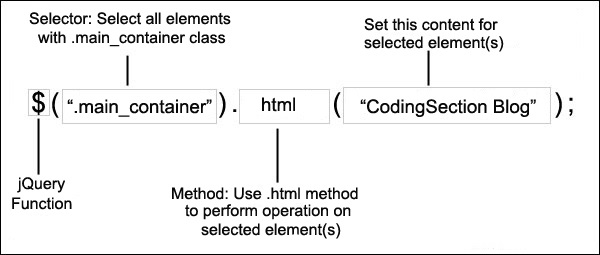 Selector: Select all elements
with .main_container class
Set this content for
selected element(s)
$(“.main_container”).html(“CodingSection Blog”);
jQuery
Function
Method: Use .html method
to perform operation on
selected element(s)